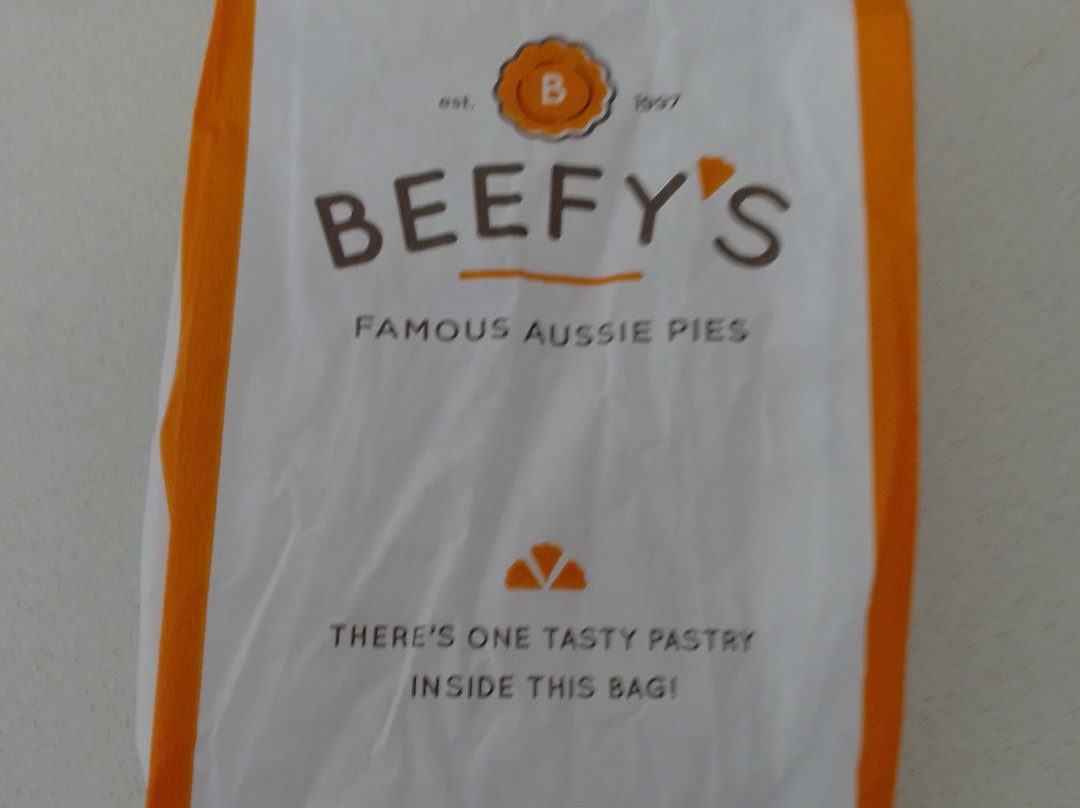 B
est. 1997
BEEFY'S
FAMOUS AUSSIE PIES
THERE'S ONE TASTY PASTRY
INSIDE THIS BAG!